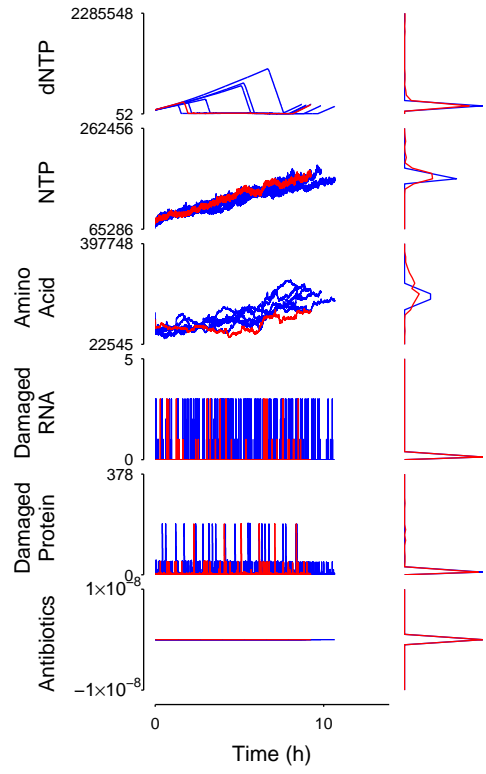 2285548
dNTP
52
262456
NTP
65286
397748
Amino
Acid
22545
5
Damaged
RNA
0
378
Damaged
Protein
0
1×10⁻⁸
Antibiotics
−1×10⁻⁸
0 10
Time (h)